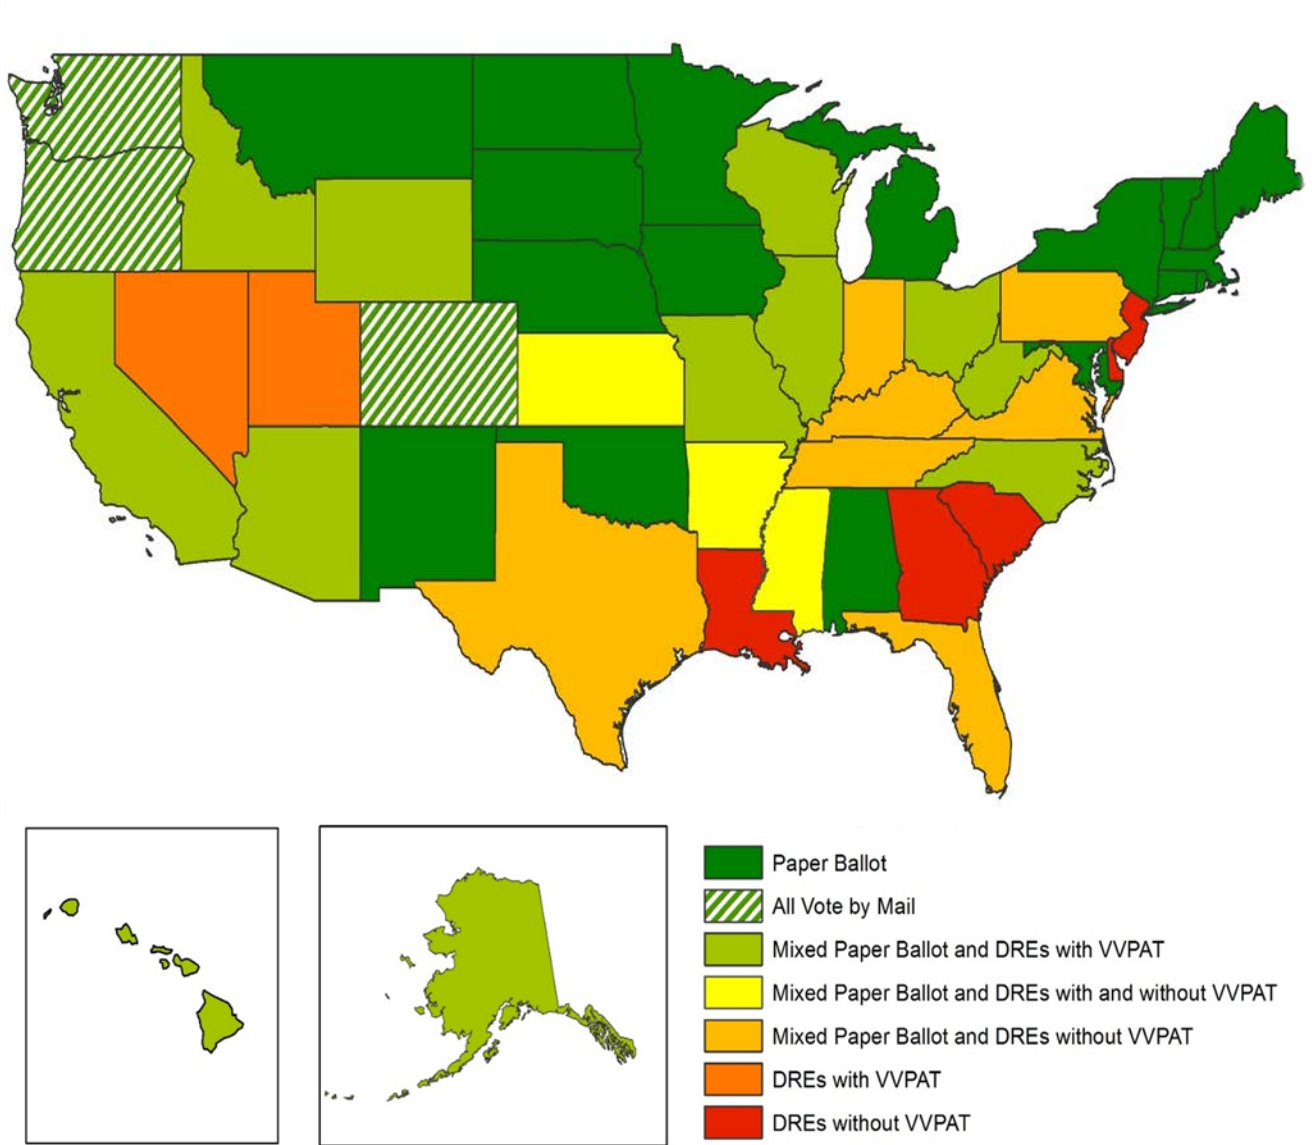 Paper Ballot
All Vote by Mail
Mixed Paper Ballot and DREs with VVPAT
Mixed Paper Ballot and DREs with and without VVPAT
Mixed Paper Ballot and DREs without VVPAT
DREs with VVPAT
DREs without VVPAT